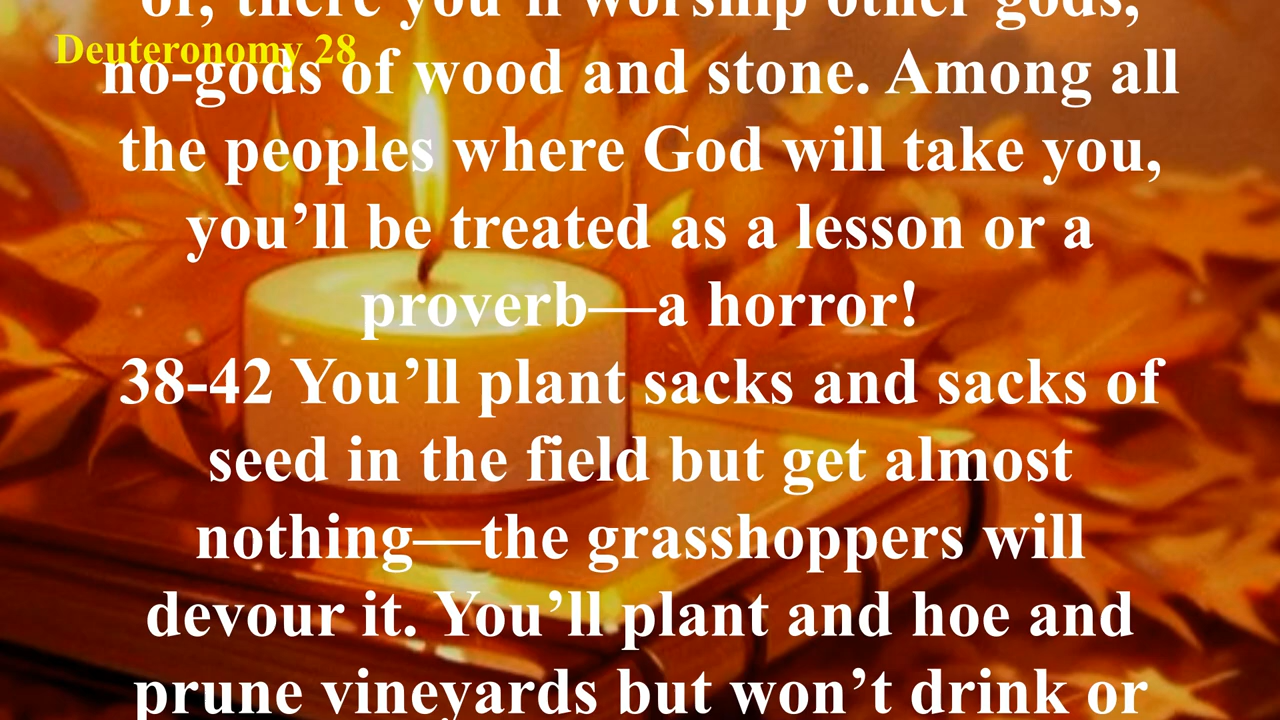 of, there you'll worship other gods,
Deuteronomy 28
no-gods of wood and stone. Among all
the peoples where God will take you,
you’ll be treated as a lesson or a
proverb—a horror!
38-42 You’ll plant sacks and sacks of
seed in the field but get almost
nothing—the grasshoppers will
devour it. You’ll plant and hoe and
prune vineyards but won’t drink or